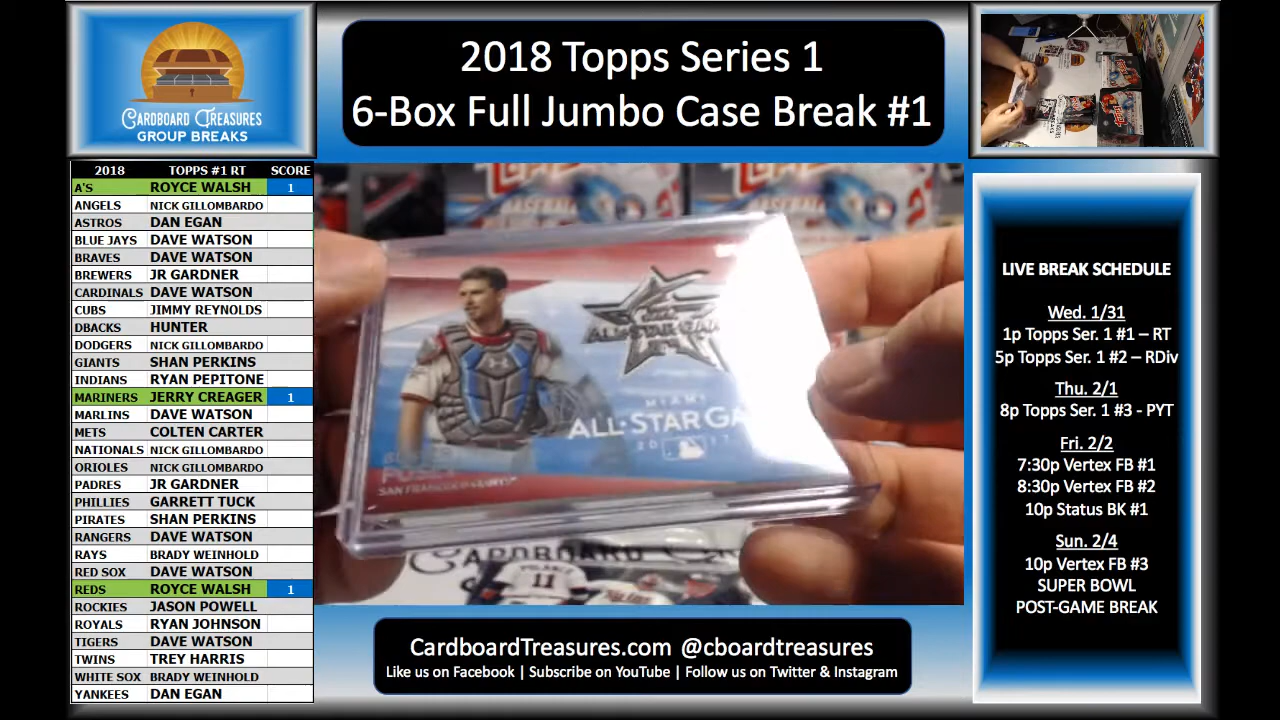 CARDBOARD TREASURES
GROUP BREAKS
2018 Topps Series 1
6-Box Full Jumbo Case Break #1
2018 TOPPS #1 RT SCORE
A'S ROYCE WALSH 1
ANGELS NICK GILLOMBARDO
ASTROS DAN EGAN
BLUE JAYS DAVE WATSON
BRAVES DAVE WATSON
BREWERS JR GARDNER
CARDINALS DAVE WATSON
CUBS JIMMY REYNOLDS
DBACKS HUNTER
DODGERS NICK GILLOMBARDO
GIANTS SHAN PERKINS
INDIANS RYAN PEPITONE
MARINERS JERRY CREAGER 1
MARLINS DAVE WATSON
METS COLTEN CARTER
NATIONALS NICK GILLOMBARDO
ORIOLES NICK GILLOMBARDO
PADRES JR GARDNER
PHILLIES GARRETT TUCK
PIRATES SHAN PERKINS
RANGERS DAVE WATSON
RAYS BRADY WEINHOLD
RED SOX DAVE WATSON
REDS ROYCE WALSH 1
ROCKIES JASON POWELL
ROYALS RYAN JOHNSON
TIGERS DAVE WATSON
TWINS TREY HARRIS
WHITE SOX BRADY WEINHOLD
YANKEES DAN EGAN
ALL-STAR GA
MIAMI
ALL-STAR GA
2017
POSEY
SAN FRANCISCO GIANTS
CARDBOARD
11
LIVE BREAK SCHEDULE
Wed. 1/31
1p Topps Ser. 1 #1 – RT
5p Topps Ser. 1 #2 – RDiv
Thu. 2/1
8p Topps Ser. 1 #3 - PYT
Fri. 2/2
7:30p Vertex FB #1
8:30p Vertex FB #2
10p Status BK #1
Sun. 2/4
10p Vertex FB #3
SUPER BOWL
POST-GAME BREAK
CardboardTreasures.com @cboardtreasures
Like us on Facebook | Subscribe on YouTube | Follow us on Twitter & Instagram